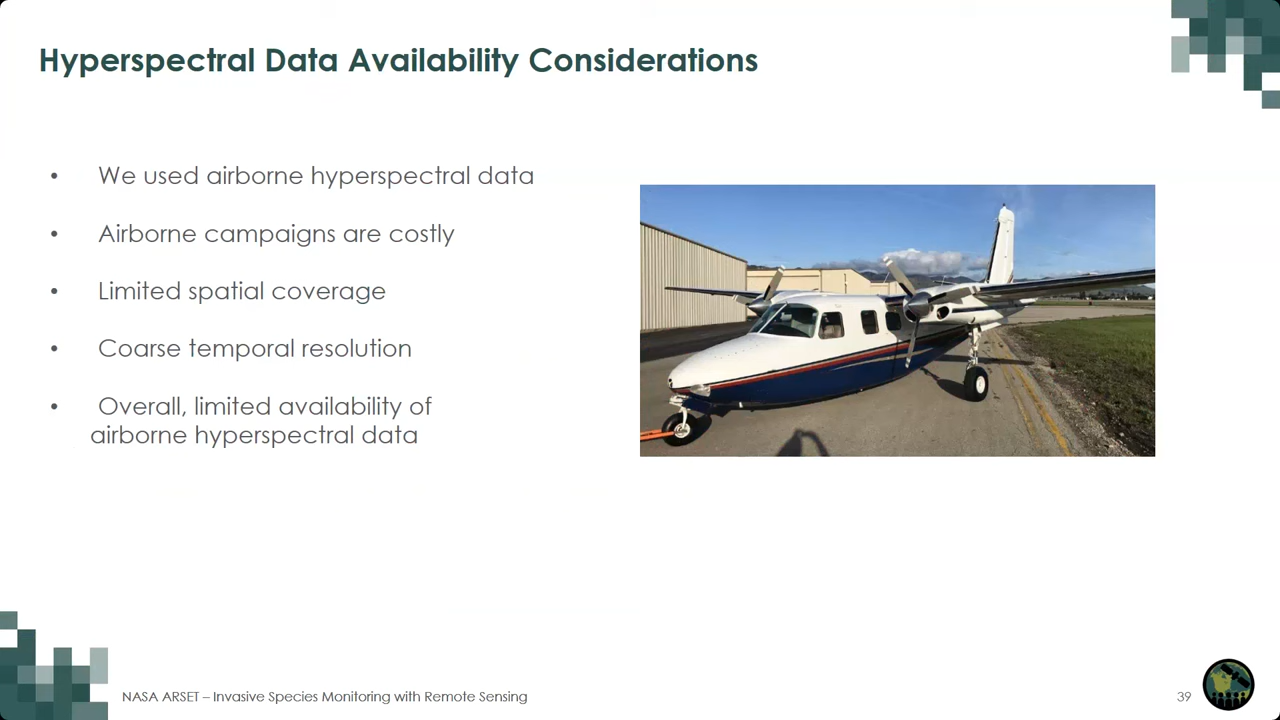 Hyperspectral Data Availability Considerations
• We used airborne hyperspectral data
• Airborne campaigns are costly
• Limited spatial coverage
• Coarse temporal resolution
• Overall, limited availability of
airborne hyperspectral data
NASA ARSET – Invasive Species Monitoring with Remote Sensing
39